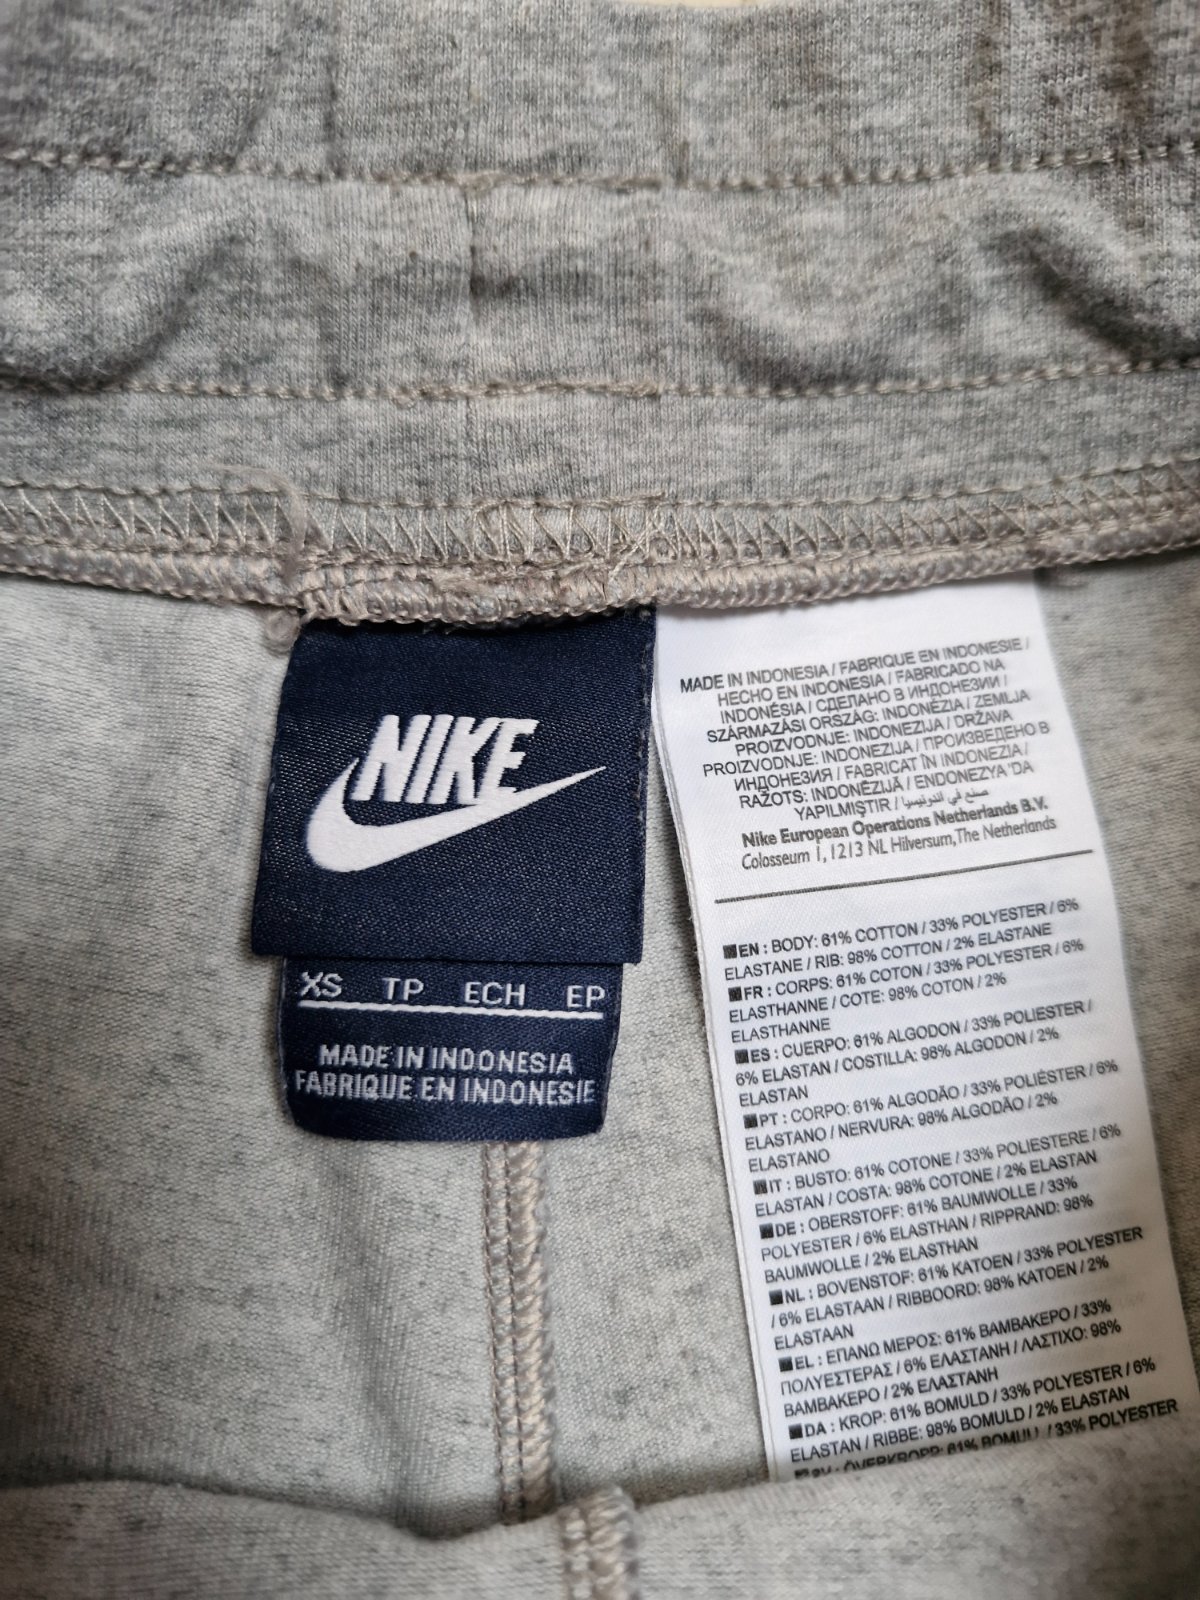 NIKE
XS TP ECH EP
MADE IN INDONESIA
FABRIQUE EN INDONESIE
MADE IN INDONESIA / FABRIQUE EN INDONESIE /
HECHO EN INDONESIA / FABRICADO NA
INDONÉSIA / СДЕЛАНО В ИНДОНЕЗИИ /
SZÁRMAZÁSI ORSZÁG: INDONÉZIA / ZEMLJA
PROIZVODNJE: INDONEZIJA / DRŽAVA
PROIZVODNJE: INDONEZIJA / ПРОИЗВЕДЕНО В
ИНДОНЕЗИЯ / FABRICAT ÎN INDONEZIA /
RAŽOTS: INDONĒZIJĀ / ENDONEZYA'DA
YAPILMIŞTIR / صنع في اندونيسيا
Nike European Operations Netherlands B.V.
Colosseum 1, 1213 NL Hilversum, The Netherlands
EN : BODY: 61% COTTON / 33% POLYESTER / 6%
ELASTANE / RIB: 98% COTTON / 2% ELASTANE
FR : CORPS: 61% COTON / 33% POLYESTER / 6%
ELASTHANNE / COTE: 98% COTON / 2%
ELASTHANNE
ES : CUERPO: 61% ALGODON / 33% POLIESTER /
6% ELASTAN / COSTILLA: 98% ALGODON / 2%
ELASTAN
PT : CORPO: 61% ALGODÃO / 33% POLIÉSTER / 6%
ELASTANO / NERVURA: 98% ALGODÃO / 2%
ELASTANO
IT : BUSTO: 61% COTONE / 33% POLIESTERE / 6%
ELASTAN / COSTA: 98% COTONE / 2% ELASTAN
DE : OBERSTOFF: 61% BAUMWOLLE / 33%
POLYESTER / 6% ELASTHAN / RIPPRAND: 98%
BAUMWOLLE / 2% ELASTHAN
NL : BOVENSTOF: 61% KATOEN / 33% POLYESTER
/ 6% ELASTAAN / RIBBOORD: 98% KATOEN / 2%
ELASTAAN
EL : ΕΠΑΝΩ ΜΕΡΟΣ: 61% ΒΑΜΒΑΚΕΡΟ / 33%
ΠΟΛΥΕΣΤΕΡΑΣ / 6% ΕΛΑΣΤΑΝΗ / ΛΑΣΤΙΧΟ: 98%
ΒΑΜΒΑΚΕΡΟ / 2% ΕΛΑΣΤΑΝΗ
DA : KROP: 61% BOMULD / 33% POLYESTER / 6%
ELASTAN / RIBBE: 98% BOMULD / 2% ELASTAN
SV : ÖVERKROPP: 61% BOMULL / 33% POLYESTER